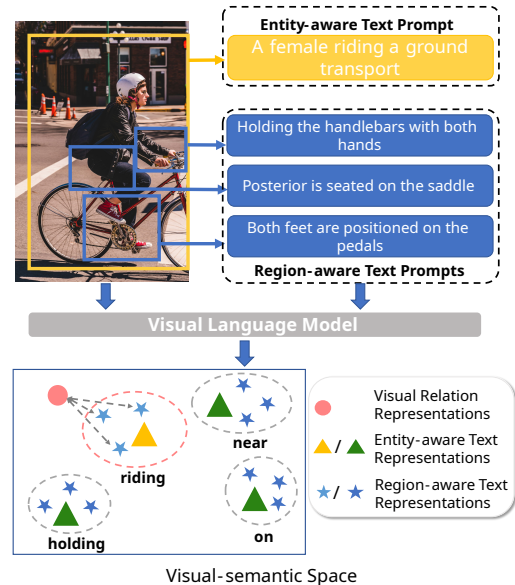 Entity-aware Text Prompt
A female riding a ground
transport
Holding the handlebars with both
hands
Posterior is seated on the saddle
Both feet are positioned on the
pedals
Region-aware Text Prompts
Visual Language Model
near
riding
holding
on
Visual Relation
Representations
/ Entity-aware Text
Representations
/ Region-aware Text
Representations
Visual-semantic Space